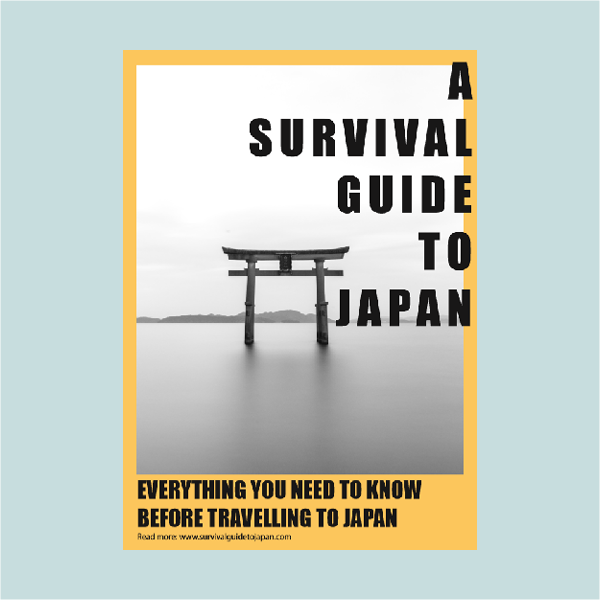 A
SURVIVAL
GUIDE
TO
JAPAN
EVERYTHING YOU NEED TO KNOW
BEFORE TRAVELLING TO JAPAN
Read more: www.survivalguidetojapan.com